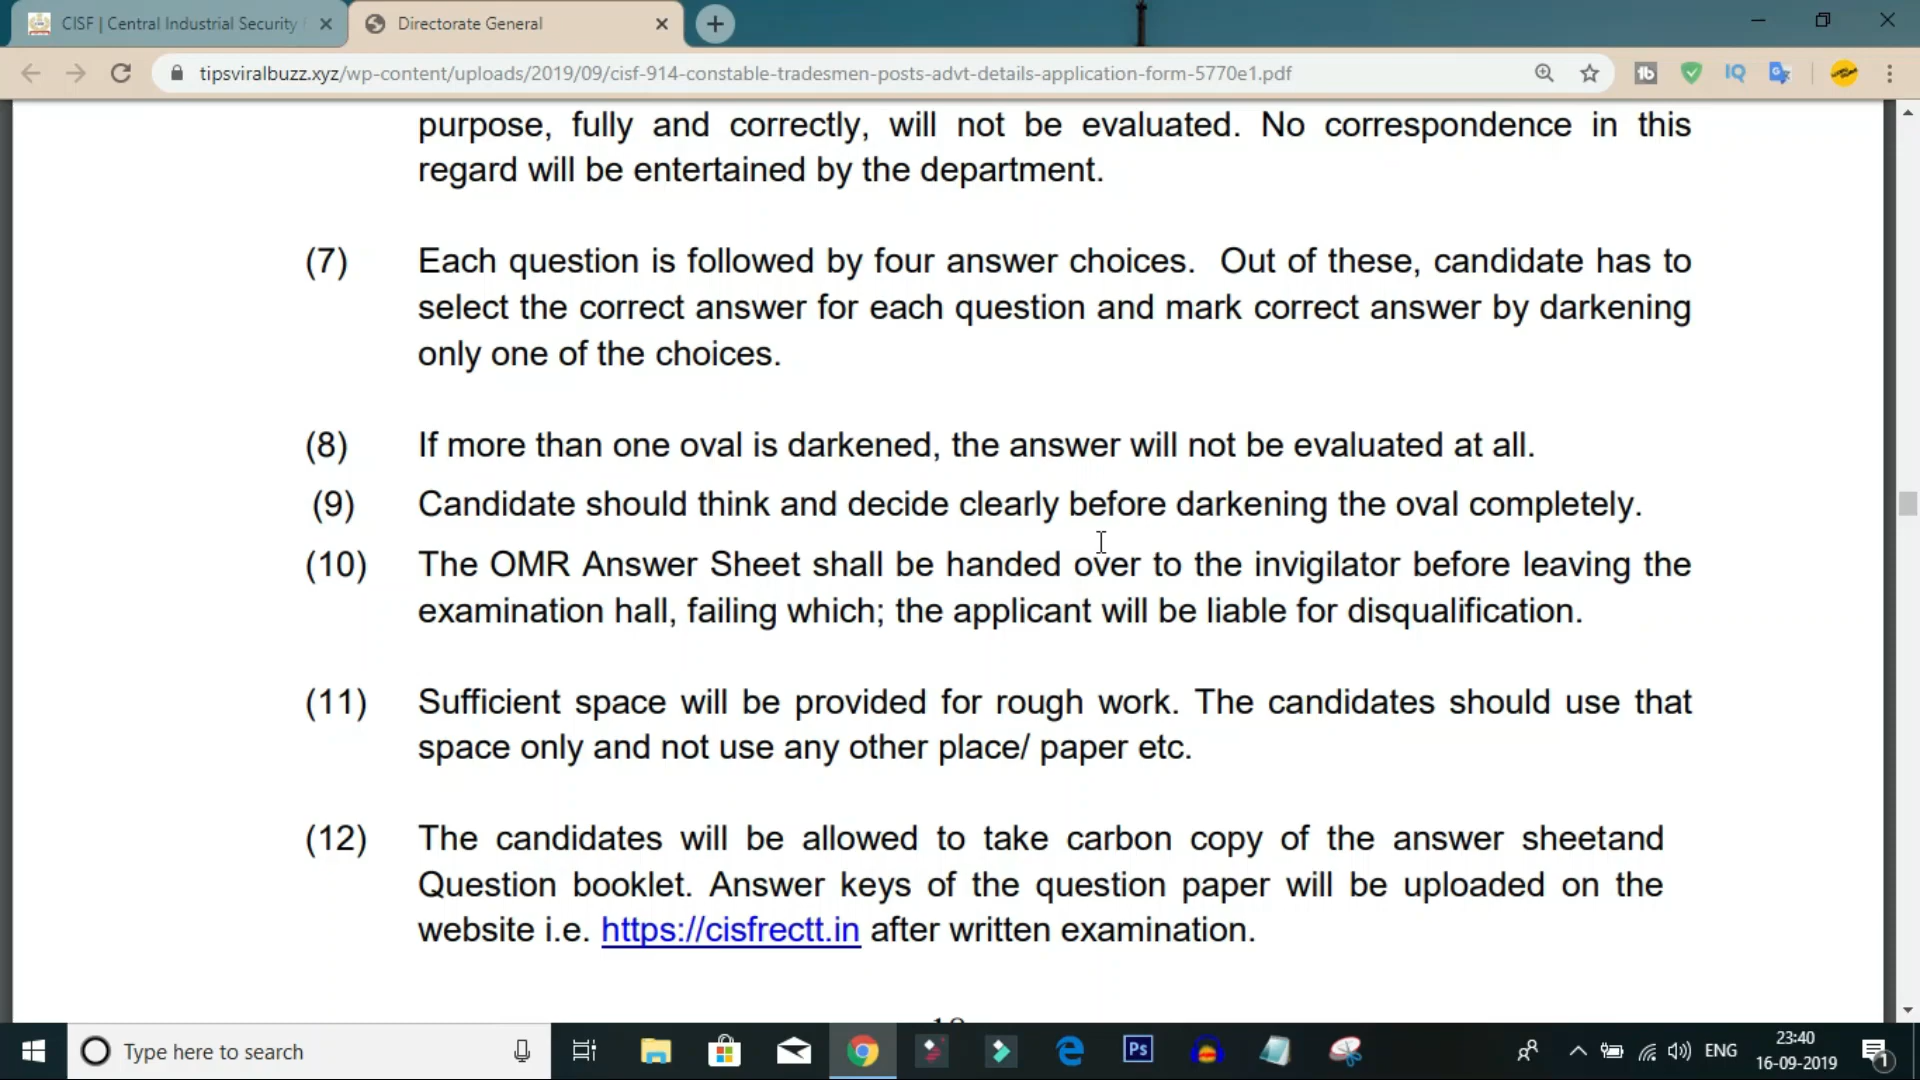 CISF | Central Industrial Security
Directorate General
tipsviralbuzz.xyz/wp-content/uploads/2019/09/cisf-914-constable-tradesmen-posts-advt-details-application-form-5770e1.pdf
purpose, fully and correctly, will not be evaluated. No correspondence in this
regard will be entertained by the department.
(7) Each question is followed by four answer choices. Out of these, candidate has to
select the correct answer for each question and mark correct answer by darkening
only one of the choices.
(8) If more than one oval is darkened, the answer will not be evaluated at all.
(9) Candidate should think and decide clearly before darkening the oval completely.
(10) The OMR Answer Sheet shall be handed over to the invigilator before leaving the
examination hall, failing which; the applicant will be liable for disqualification.
(11) Sufficient space will be provided for rough work. The candidates should use that
space only and not use any other place/ paper etc.
(12) The candidates will be allowed to take carbon copy of the answer sheetand
Question booklet. Answer keys of the question paper will be uploaded on the
website i.e. https://cisfrectt.in after written examination.
Type here to search
Ps
ENG
23:40
16-09-2019
1